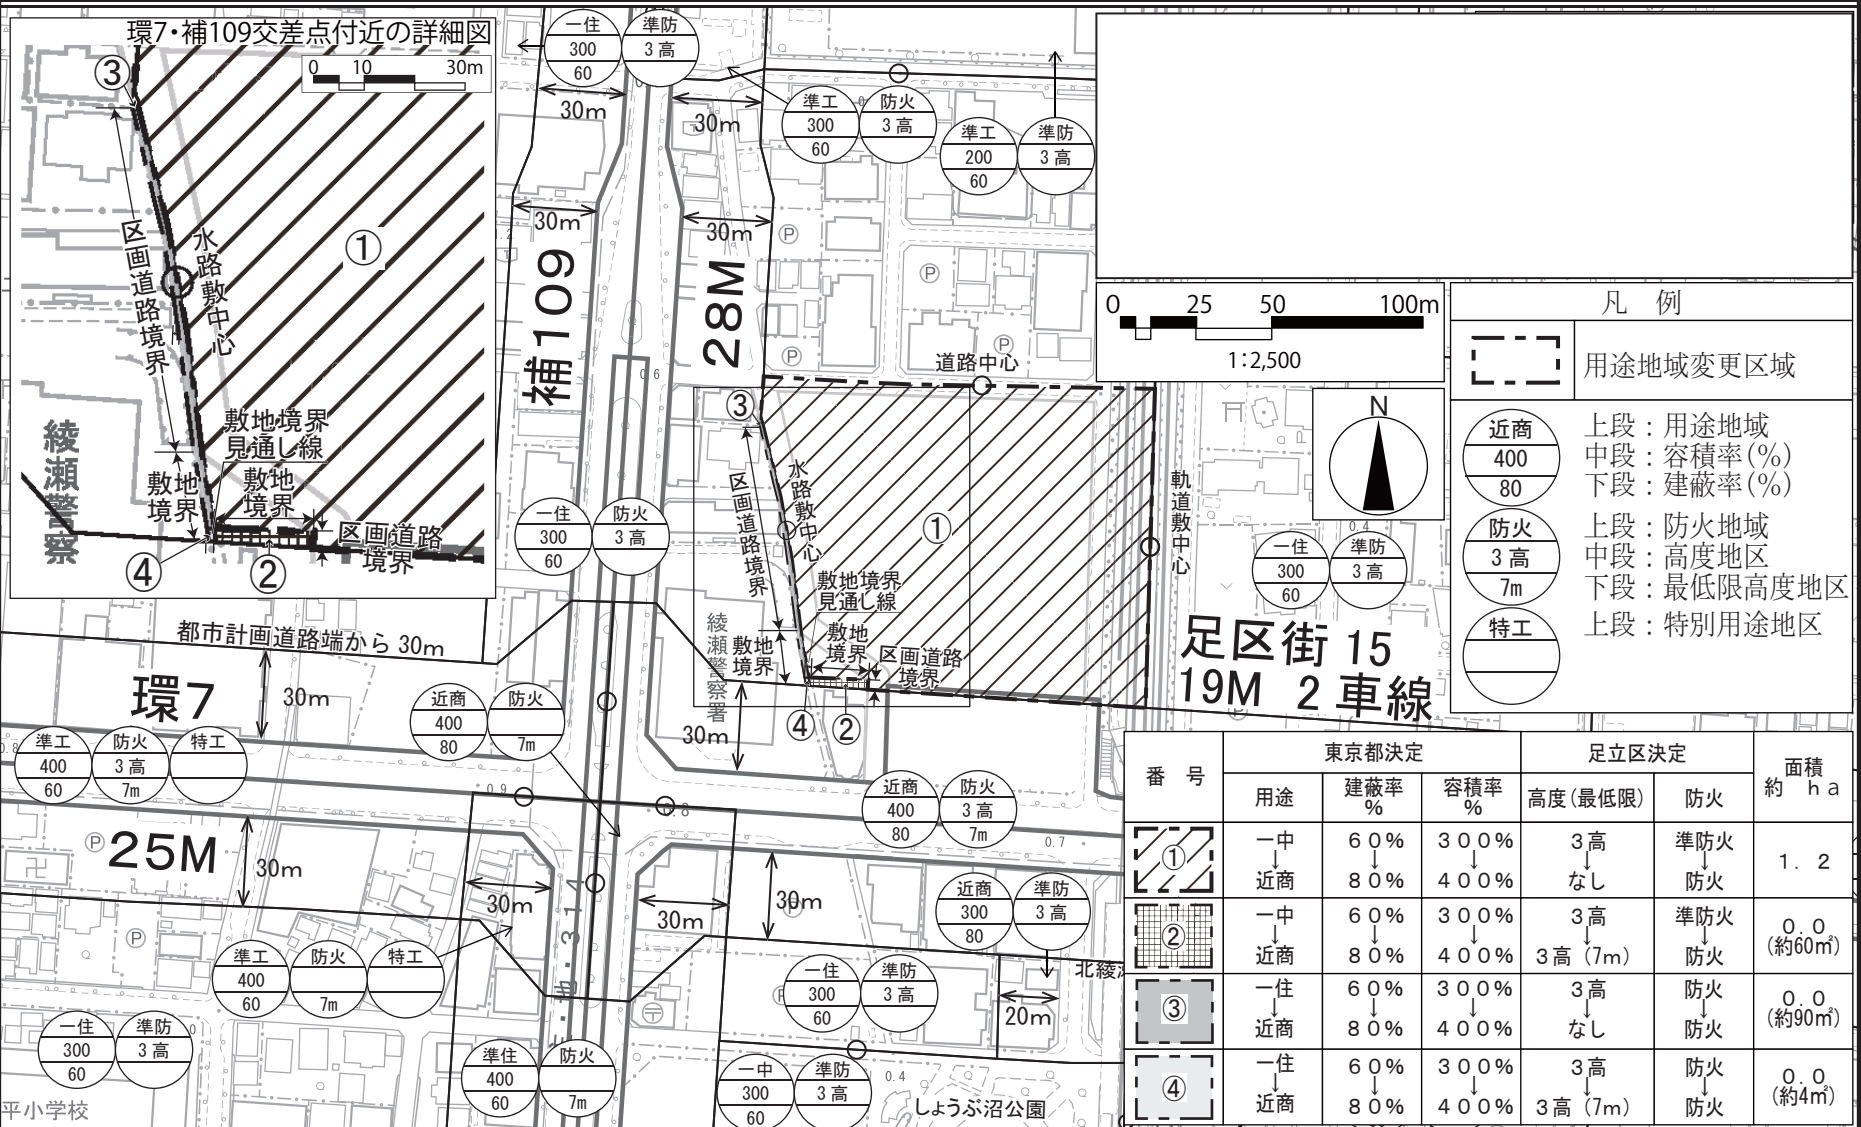 環7・補109交差点付近の詳細図
0 10 30m
③
①
水路敷中心
区画道路境界
敷地境界
見通し線
敷地
境界
敷地
境界
区画道路
境界
綾瀬警察
④
②
一住
300
60
準防
3高
30m
30m
準工
300
60
防火
3高
準工
200
60
準防
3高
30m
30m
補109
28M
道路中心
③
①
水路敷中心
区画道路境界
敷地境界
見通し線
敷地
境界
敷地
境界
区画道路
境界
綾瀬警察署
④
②
軌道敷中心
一住
300
60
防火
3高
一住
300
60
準防
3高
0 25 50 100m
1:2,500
N
凡例
用途地域変更区域
近商
400
80
上段:用途地域
中段:容積率(%)
下段:建蔽率(%)
防火
3高
7m
上段:防火地域
中段:高度地区
下段:最低限高度地区
特工
上段:特別用途地区
足区街 15
19M 2車線
都市計画道路端から30m
環7
30m
30m
近商
400
80
防火
7m
準工
400
60
防火
3高
7m
特工
近商
400
80
防火
3高
7m
25M
30m
30m
30m
30m
0.6
0.4
0.9
0.8
0.7
0.4
近商
300
80
準防
3高
準工
400
60
防火
7m
特工
一住
300
60
準防
3高
20m
一住
300
60
準防
3高
準住
400
60
防火
7m
一中
300
60
準防
3高
平小学校
しょうぶ沼公園
番号 東京都決定 足立区決定 面積
約 ha
用途 建蔽率
% 容積率
% 高度(最低限) 防火
① 一中↓近商 60%↓80% 300%↓400% 3高↓なし 準防火↓防火 1.2
② 一中↓近商 60%↓80% 300%↓400% 3高↓3高(7m) 準防火↓防火 0.0
(約60㎡)
③ 一住↓近商 60%↓80% 300%↓400% 3高↓なし 防火↓防火 0.0
(約90㎡)
④ 一住↓近商 60%↓80% 300%↓400% 3高↓3高(7m) 防火↓防火 0.0
(約4㎡)